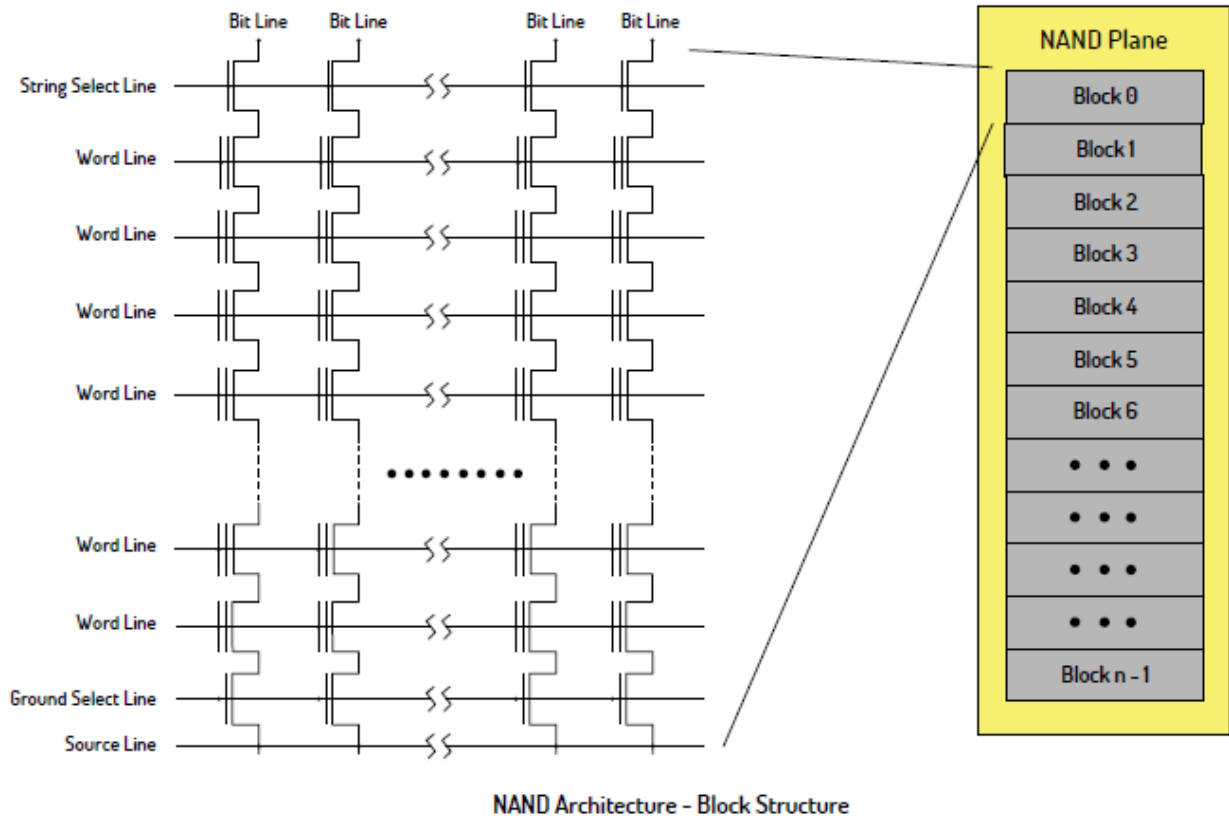 Bit Line Bit Line Bit Line Bit Line
String Select Line
Word Line
Word Line
Word Line
Word Line
Word Line
Word Line
Ground Select Line
Source Line
NAND Plane
Block 0
Block 1
Block 2
Block 3
Block 4
Block 5
Block 6
Block n - 1
NAND Architecture - Block Structure